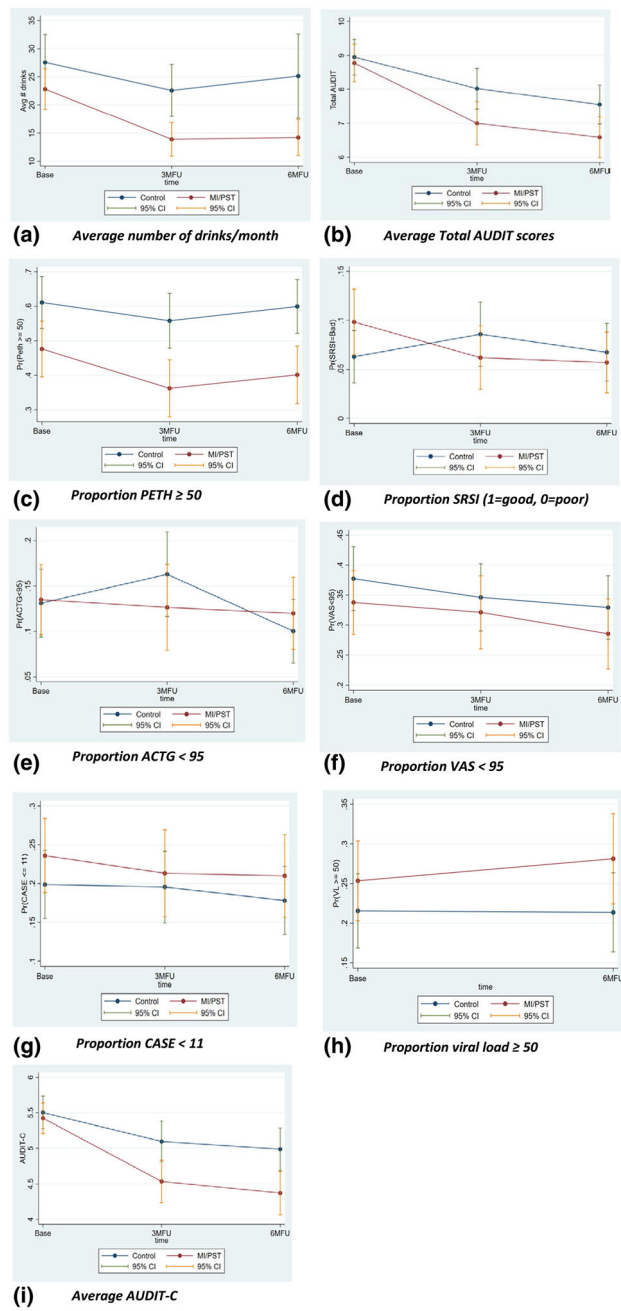 Avg # drinks
35
30
25
20
15
10
Base
3MFU
6MFU
time
Control
MI/PST
95% CI
95% CI
(a) Average number of drinks/month
Total AUDIT
10
9
8
7
6
Base
3MFU
6MFU
time
Control
MI/PST
95% CI
95% CI
(b) Average Total AUDIT scores
Pr(Peth >= 50)
.7
.6
.5
.4
.3
Base
3MFU
6MFU
time
Control
MI/PST
95% CI
95% CI
(c) Proportion PETH ≥ 50
Pr(SRSI=Bad)
.15
.1
.05
0
Base
3MFU
6MFU
time
Control
MI/PST
95% CI
95% CI
(d) Proportion SRSI (1=good, 0=poor)
Pr(ACTG<95)
.2
.15
.1
.05
Base
3MFU
6MFU
time
Control
MI/PST
95% CI
95% CI
(e) Proportion ACTG < 95
Pr(VAS<95)
.45
.4
.35
.3
.25
.2
Base
3MFU
6MFU
time
Control
MI/PST
95% CI
95% CI
(f) Proportion VAS < 95
Pr(CASE <= 11)
.3
.25
.2
.15
.1
Base
3MFU
6MFU
time
Control
MI/PST
95% CI
95% CI
(g) Proportion CASE < 11
Pr(VL >= 50)
.35
.3
.25
.2
.15
Base
6MFU
time
Control
MI/PST
95% CI
95% CI
(h) Proportion viral load ≥ 50
AUDIT-C
6
5.5
5
4.5
4
Base
3MFU
6MFU
time
Control
MI/PST
95% CI
95% CI
(i) Average AUDIT-C